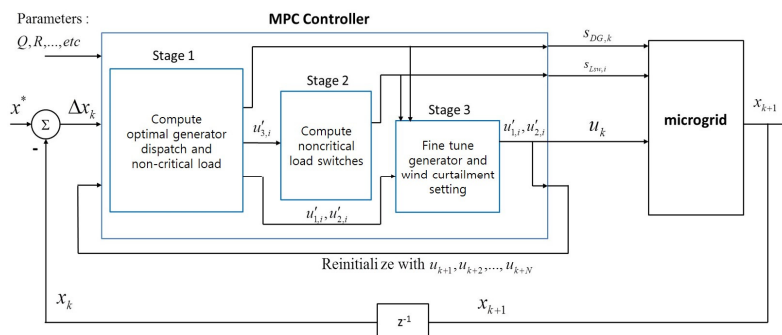 MPC Controller
Parameters :
Q, R,...,etc
Stage 1
Stage 2
Stage 3
Compute
optimal generator
dispatch and
non-critical load
Compute
noncritical
load switches
Fine tune
generator and
wind curtailment
setting
x*
Σ
-
Δx_k
u'_{3,i}
u'_{1,i}, u'_{2,i}
u'_{1,i}, u'_{2,i}
s_{DG,k}
s_{Lsw,i}
u_k
microgrid
x_{k+1}
Reinitiali ze with u_{k+1}, u_{k+2},..., u_{k+N}
x_k
z⁻¹
x_{k+1}